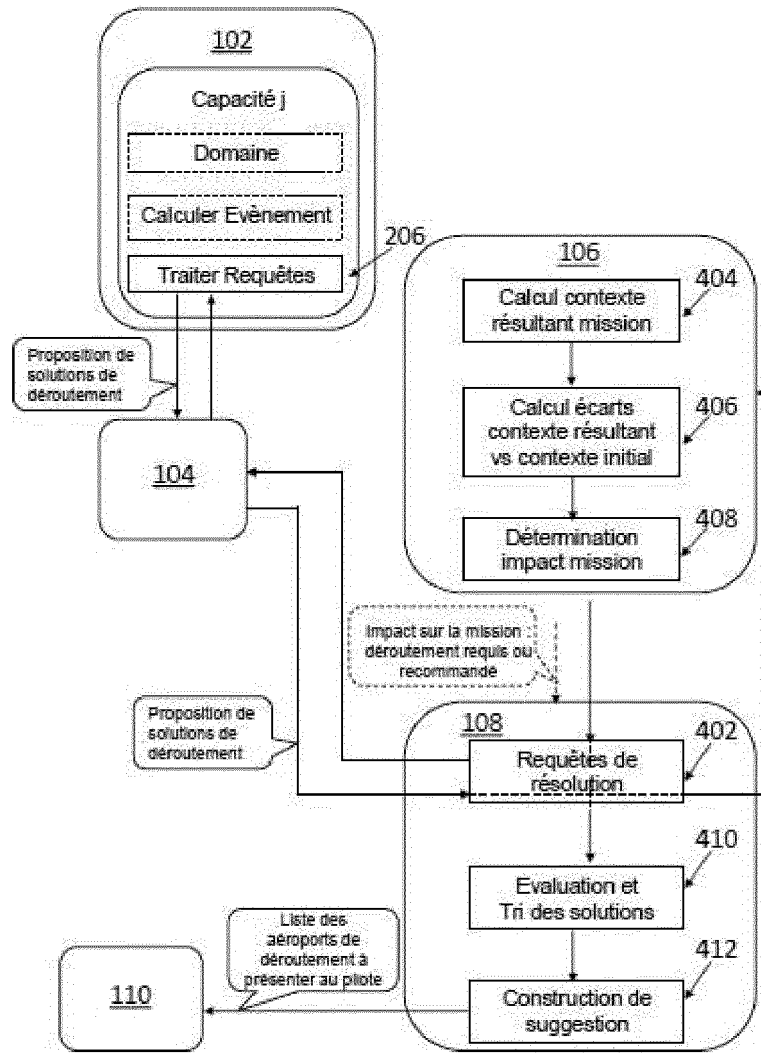 102
Capacité j
Domaine
Calculer Evènement
Traiter Requêtes
206
Proposition de
solutions de
déroutement
104
106
Calcul contexte
résultant mission
404
Calcul écarts
contexte résultant
vs contexte initial
406
Détermination
impact mission
408
Impact sur la mission :
déroutement requis ou
recommandé
Proposition de
solutions de
déroutement
108
Requêtes de
résolution
402
Evaluation et
Tri des solutions
410
Liste des
aéroports de
déroutement à
présenter au pilote
110
Construction de
suggestion
412